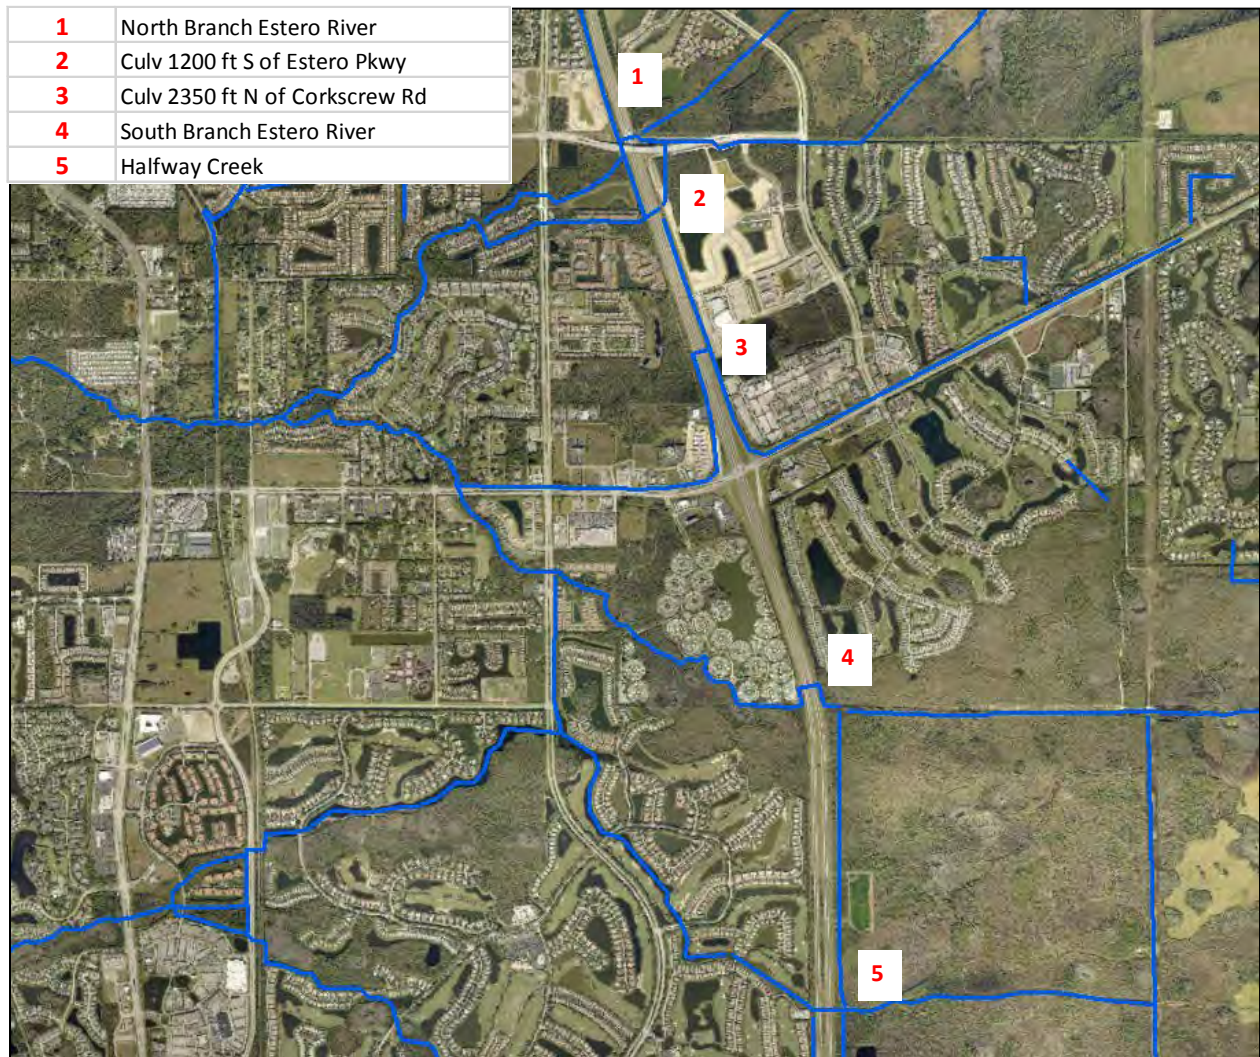 1 North Branch Estero River
2 Culv 1200 ft S of Estero Pkwy
3 Culv 2350 ft N of Corkscrew Rd
4 South Branch Estero River
5 Halfway Creek
1
2
3
4
5